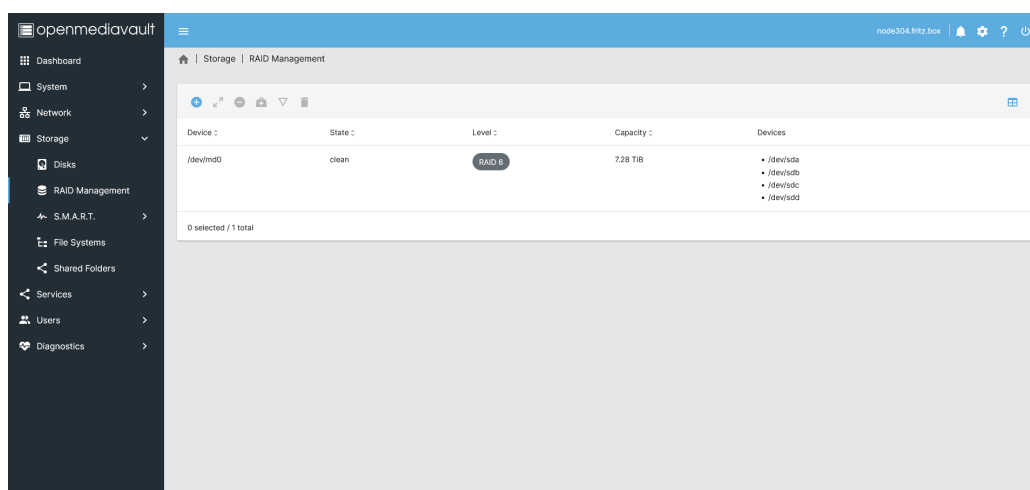 openmediavault
node304.fritz.box
Dashboard
Storage | RAID Management
System
Network
Storage
Disks
RAID Management
S.M.A.R.T.
File Systems
Shared Folders
Services
Users
Diagnostics
Device State Level Capacity Devices
/dev/md0 clean RAID 6 7.28 TiB • /dev/sda
• /dev/sdb
• /dev/sdc
• /dev/sdd
0 selected / 1 total